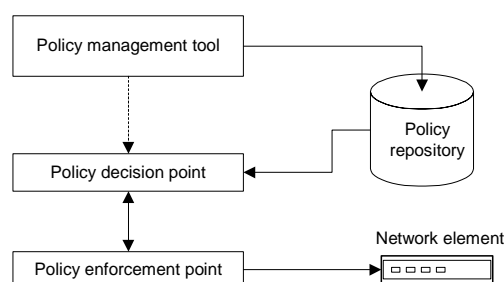 Policy management tool
Policy
repository
Policy decision point
Network element
Policy enforcement point